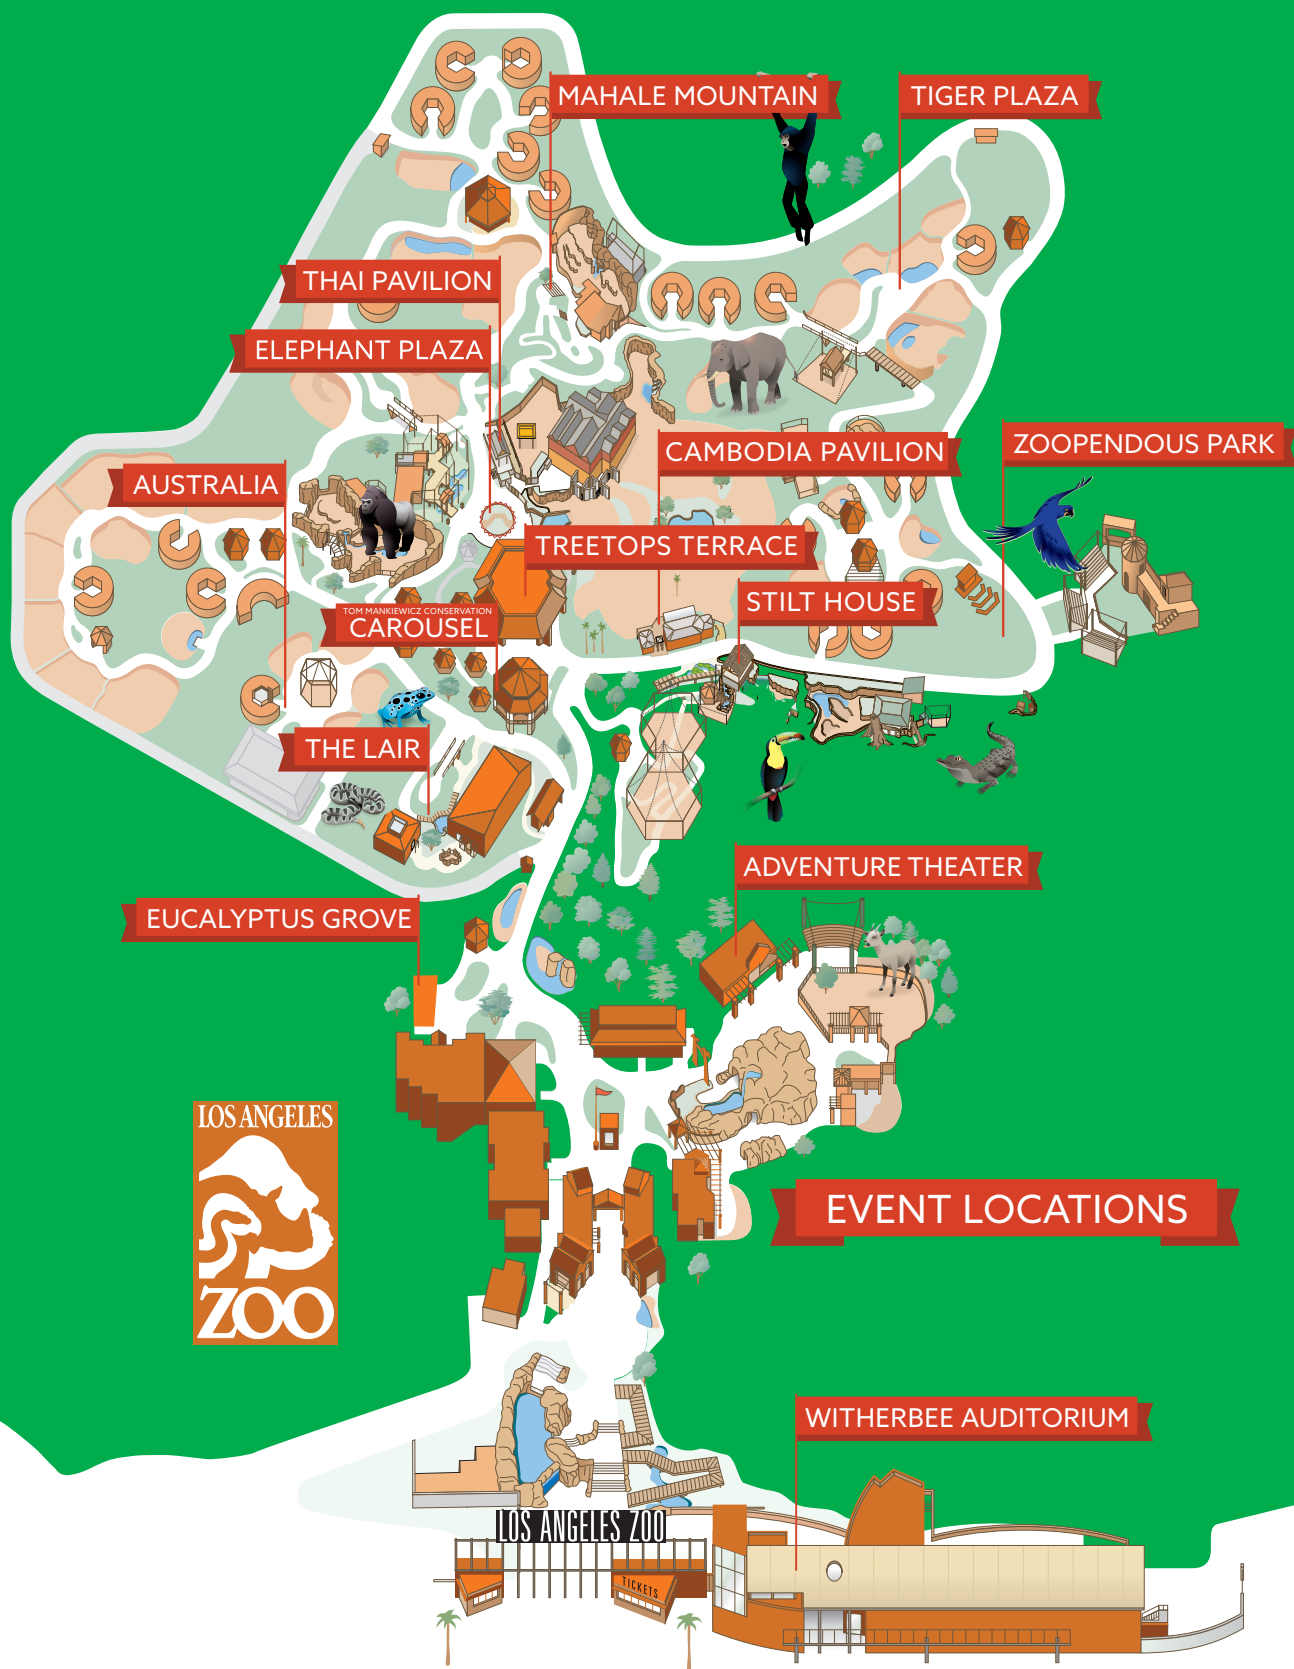 MAHALE MOUNTAIN
TIGER PLAZA
THAI PAVILION
ELEPHANT PLAZA
CAMBODIA PAVILION
ZOOPENDOUS PARK
AUSTRALIA
TREETOPS TERRACE
STILT HOUSE
TOM MANKIEWICZ CONSERVATION
CAROUSEL
THE LAIR
ADVENTURE THEATER
EUCALYPTUS GROVE
LOS ANGELES
ZOO
EVENT LOCATIONS
WITHERBEE AUDITORIUM
LOS ANGELES ZOO
TICKETS